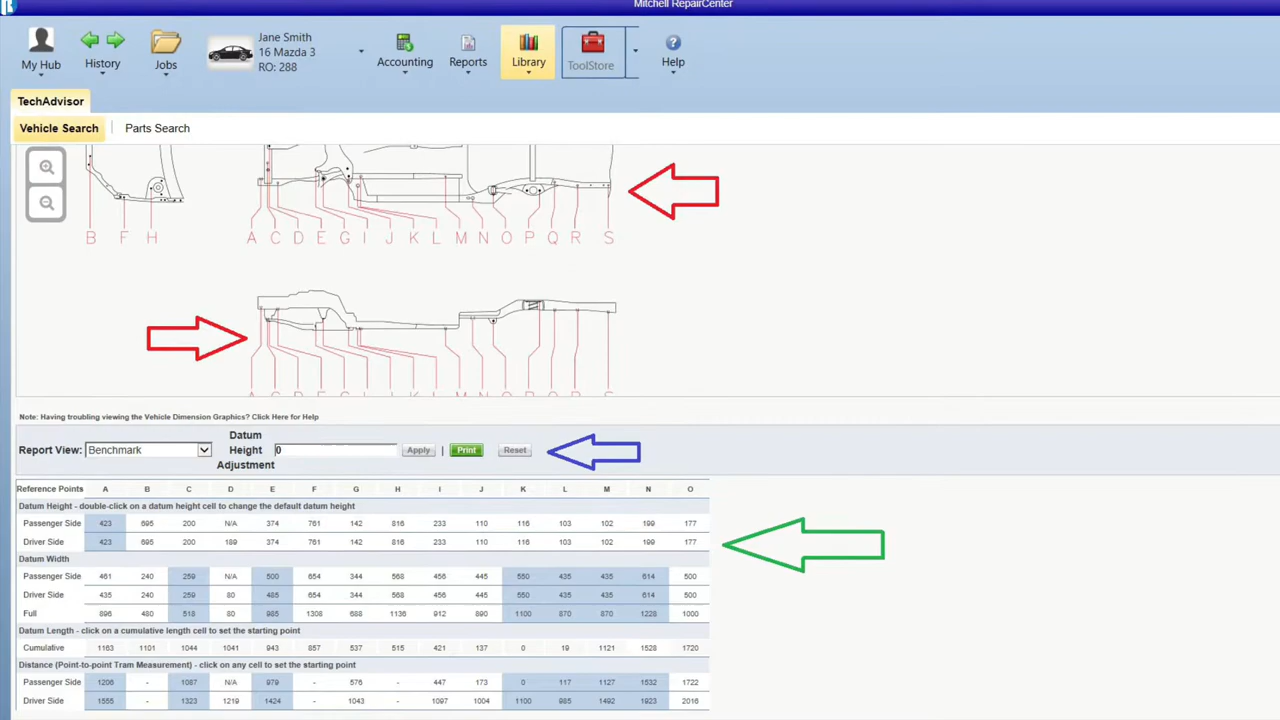 Mitchell RepairCenter
My Hub History Jobs
Jane Smith
16 Mazda 3
RO: 288
Accounting Reports Library ToolStore Help
TechAdvisor
Vehicle Search Parts Search
B F H A C D E G I J K L M N O P Q R S
Note: Having troubling viewing the Vehicle Dimension Graphics? Click Here for Help
Report View: Benchmark Datum Height Adjustment 0 Apply | Print Reset
Reference Points A B C D E F G H I J K L M N O
Datum Height - double-click on a datum height cell to change the default datum height
Passenger Side 423 695 200 N/A 374 761 142 816 233 110 116 103 102 199 177
Driver Side 423 695 200 189 374 761 142 816 233 110 116 103 102 199 177
Datum Width
Passenger Side 461 240 259 N/A 500 654 344 568 456 445 550 435 435 614 500
Driver Side 435 240 259 80 485 654 344 568 456 445 550 435 435 614 500
Full 896 480 518 80 985 1308 688 1136 912 890 1100 870 870 1228 1000
Datum Length - click on a cumulative length cell to set the starting point
Cumulative 1163 1101 1044 1041 943 857 537 515 421 137 0 19 1121 1528 1720
Distance (Point-to-point Tram Measurement) - click on any cell to set the starting point
Passenger Side 1206 - 1087 N/A 979 - 576 - 447 173 0 117 1127 1532 1722
Driver Side 1555 - 1323 1219 1424 - 1043 - 1097 1004 1100 985 1492 1923 2016